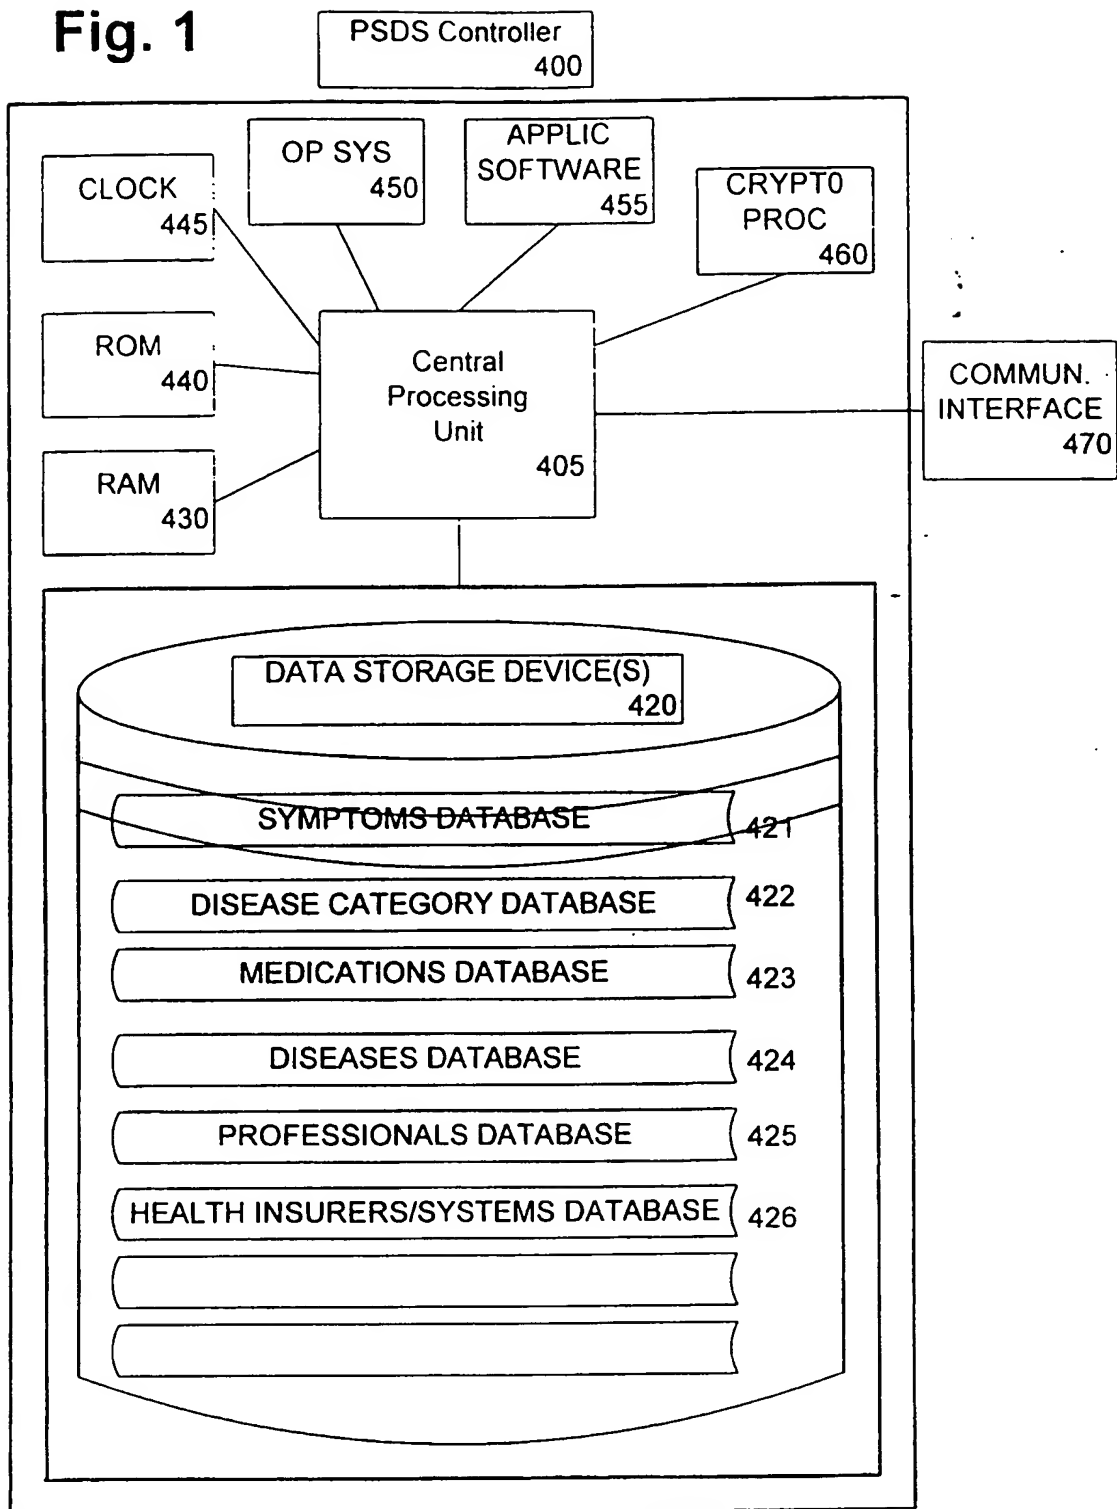 Fig. 1
PSDS Controller
400
CLOCK
445
OP SYS
450
APPLIC
SOFTWARE
455
CRYPT0
PROC
460
ROM
440
Central
Processing
Unit
405
COMMUN.
INTERFACE
470
RAM
430
DATA STORAGE DEVICE(S)
420
SYMPTOMS DATABASE
421
DISEASE CATEGORY DATABASE
422
MEDICATIONS DATABASE
423
DISEASES DATABASE
424
PROFESSIONALS DATABASE
425
HEALTH INSURERS/SYSTEMS DATABASE
426